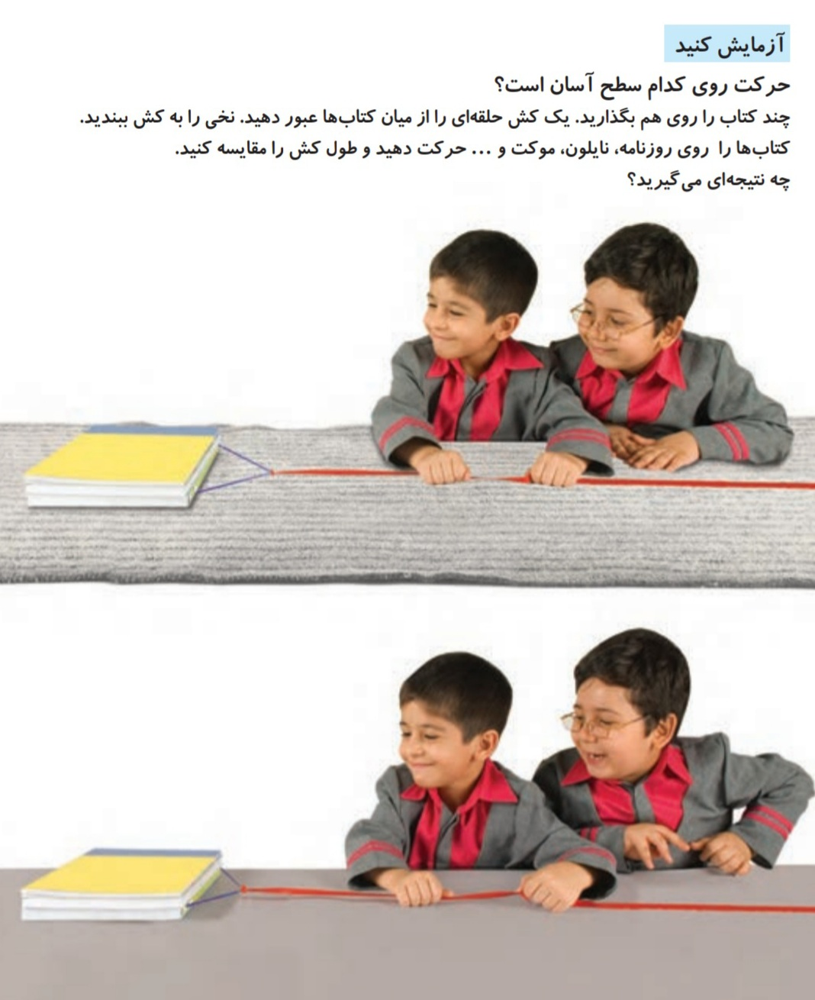 آزمایش کنید
حرکت روی کدام سطح آسان است؟
چند کتاب را روی هم بگذارید. یک کش حلقه‌ای را از میان کتاب‌ها عبور دهید. نخی را به کش ببندید.
کتاب‌ها را روی روزنامه، نایلون، موکت و ... حرکت دهید و طول کش را مقایسه کنید.
چه نتیجه‌ای می‌گیرید؟